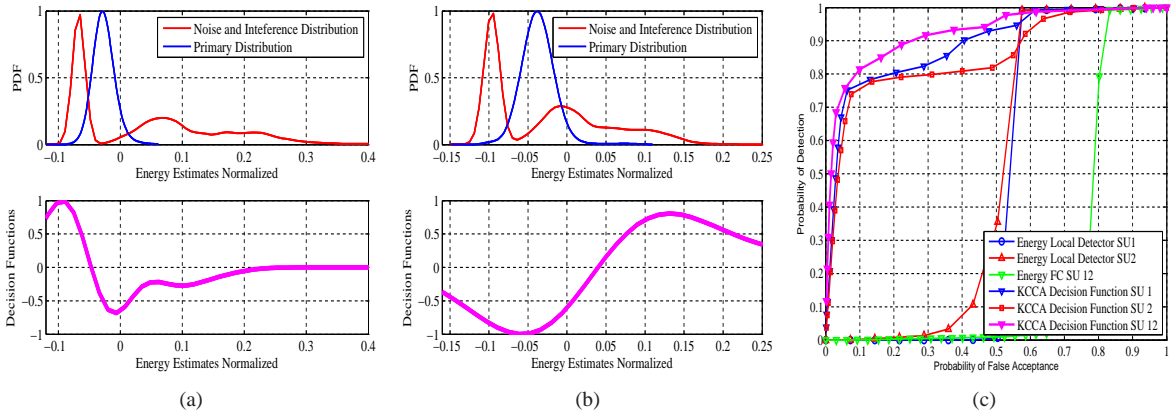 1
0.5
0
PDF
−0.1 0 0.1 0.2 0.3 0.4
Energy Estimates Normalized
Noise and Inteference Distribution
Primary Distribution
1
0.5
0
−0.5
−1
Decision Functions
−0.1 0 0.1 0.2 0.3 0.4
Energy Estimates Normalized
(a)
1
0.5
0
PDF
−0.15 −0.1 −0.05 0 0.05 0.1 0.15 0.2 0.25
Energy Estimates Normalized
Noise and Inteference Distribution
Primary Distribution
1
0.5
0
−0.5
−1
Decision Functions
−0.15 −0.1 −0.05 0 0.05 0.1 0.15 0.2 0.25
Energy Estimates Normalized
(b)
1
0.9
0.8
0.7
0.6
0.5
0.4
0.3
0.2
0.1
0
Probability of Detection
0 0.1 0.2 0.3 0.4 0.5 0.6 0.7 0.8 0.9 1
Probability of False Acceptance
Energy Local Detector SU1
Energy Local Detector SU2
Energy FC SU 12
KCCA Decision Function SU 1
KCCA Decision Function SU 2
KCCA Decision Function SU 12
(c)